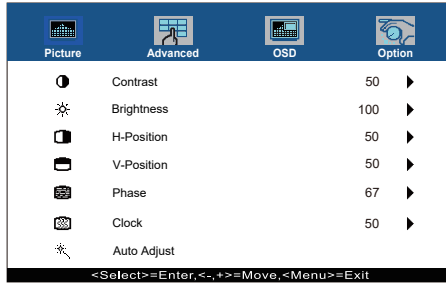 Picture Advanced OSD Option
Contrast 50
Brightness 100
H-Position 50
V-Position 50
Phase 67
Clock 50
Auto Adjust
<Select>=Enter,<-,+>=Move,<Menu>=Exit